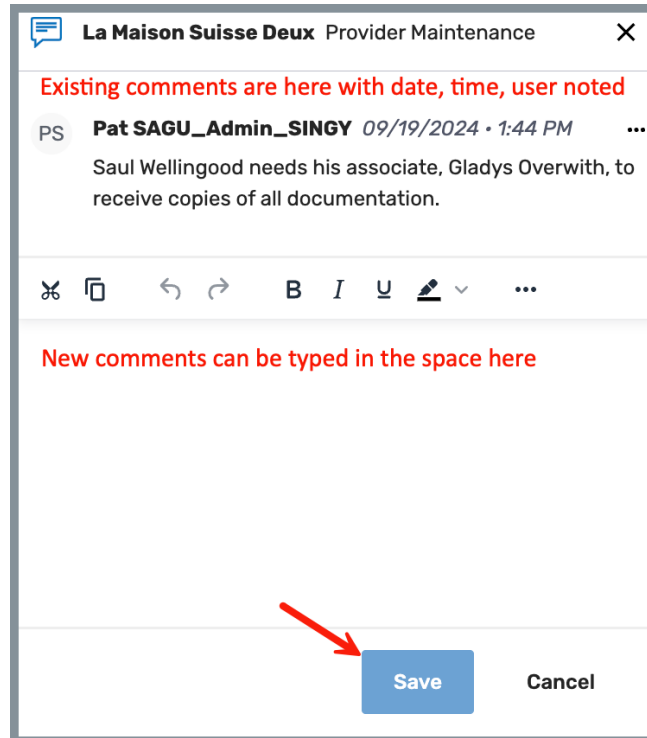 La Maison Suisse Deux Provider Maintenance
Existing comments are here with date, time, user noted
PS Pat SAGU_Admin_SINGY 09/19/2024 • 1:44 PM
Saul Wellingood needs his associate, Gladys Overwith, to
receive copies of all documentation.
B I U
New comments can be typed in the space here
Save Cancel